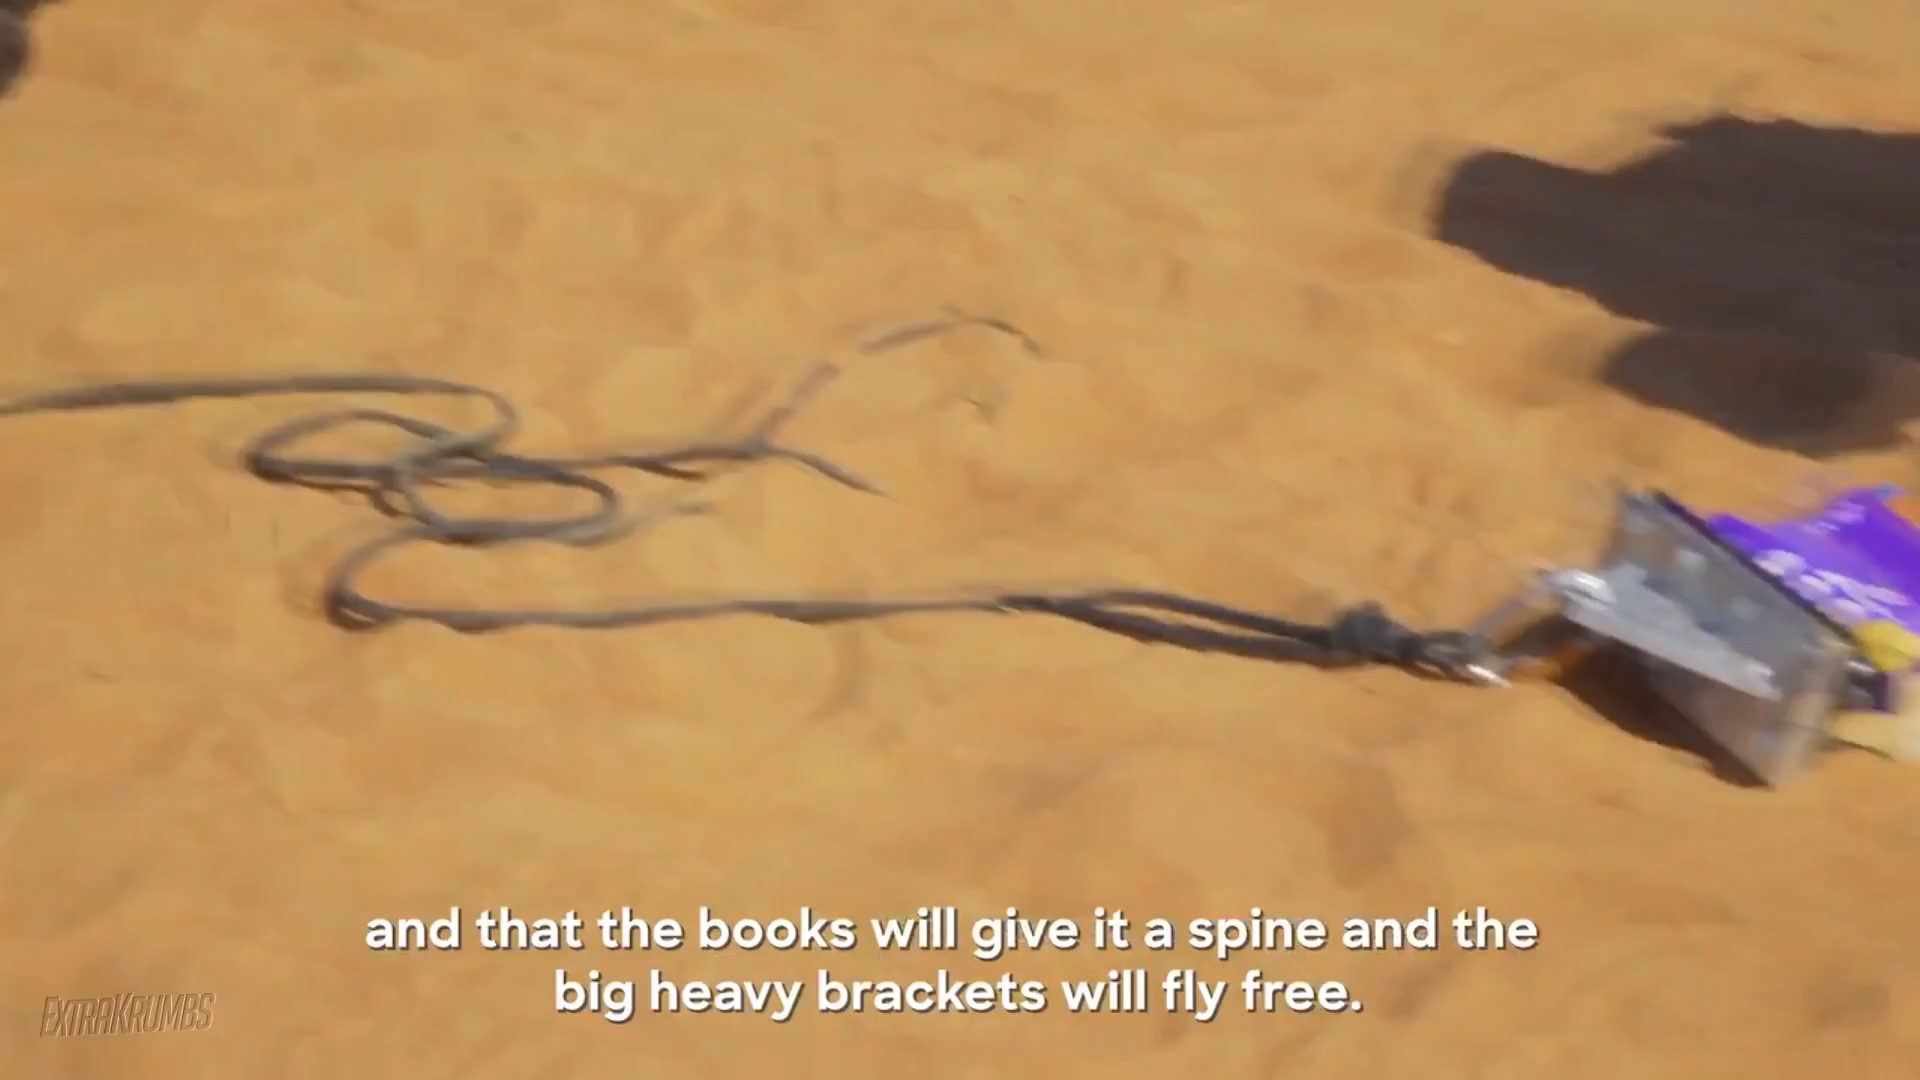 and that the books will give it a spine and the
big heavy brackets will fly free.
EXTRAKRUMBS